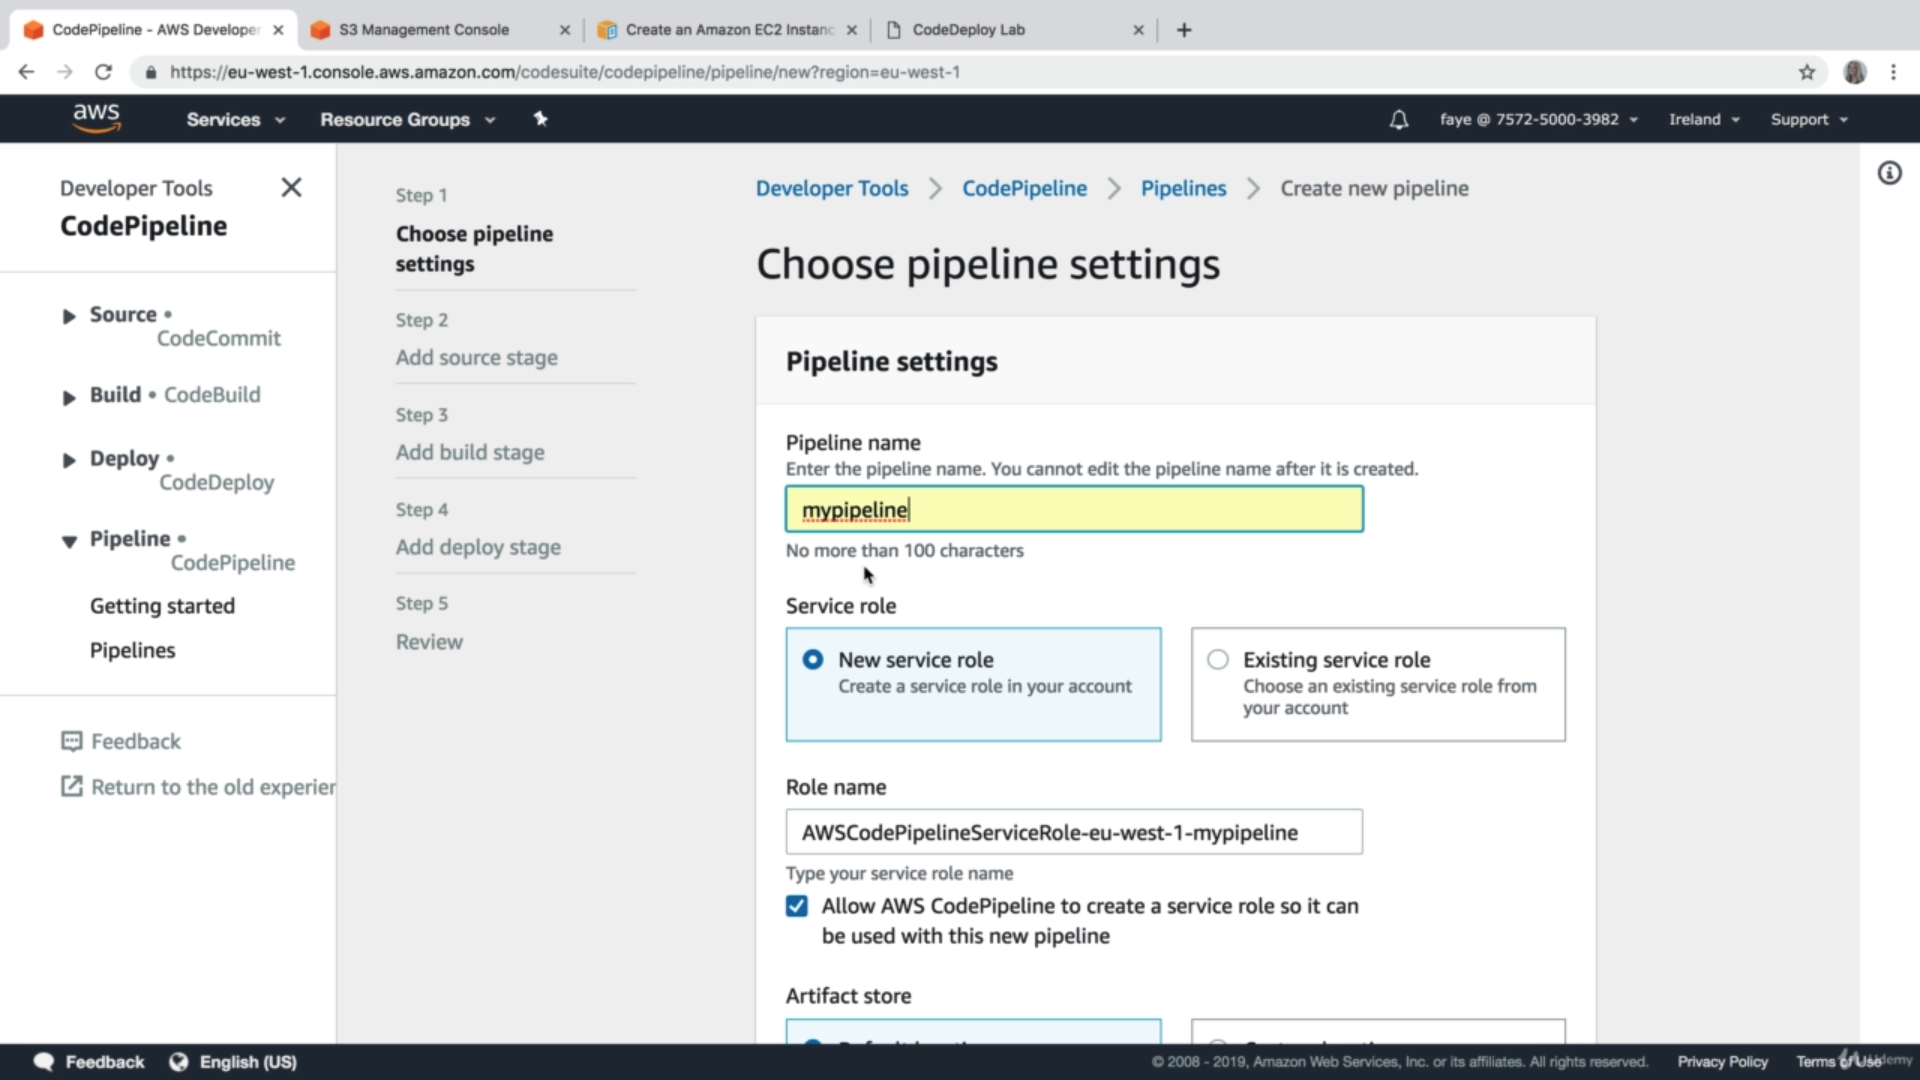 CodePipeline - AWS Developer
S3 Management Console
Create an Amazon EC2 Instanc
CodeDeploy Lab
https://eu-west-1.console.aws.amazon.com/codesuite/codepipeline/pipeline/new?region=eu-west-1
aws
Services
Resource Groups
faye @ 7572-5000-3982
Ireland
Support
Developer Tools
CodePipeline
Source •
CodeCommit
Build • CodeBuild
Deploy •
CodeDeploy
Pipeline •
CodePipeline
Getting started
Pipelines
Feedback
Return to the old experien
Step 1
Choose pipeline
settings
Step 2
Add source stage
Step 3
Add build stage
Step 4
Add deploy stage
Step 5
Review
Developer Tools > CodePipeline > Pipelines > Create new pipeline
Choose pipeline settings
Pipeline settings
Pipeline name
Enter the pipeline name. You cannot edit the pipeline name after it is created.
mypipeline
No more than 100 characters
Service role
New service role
Create a service role in your account
Existing service role
Choose an existing service role from
your account
Role name
AWSCodePipelineServiceRole-eu-west-1-mypipeline
Type your service role name
Allow AWS CodePipeline to create a service role so it can
be used with this new pipeline
Artifact store
Feedback
English (US)
© 2008 - 2019, Amazon Web Services, Inc. or its affiliates. All rights reserved.
Privacy Policy
Terms of Use